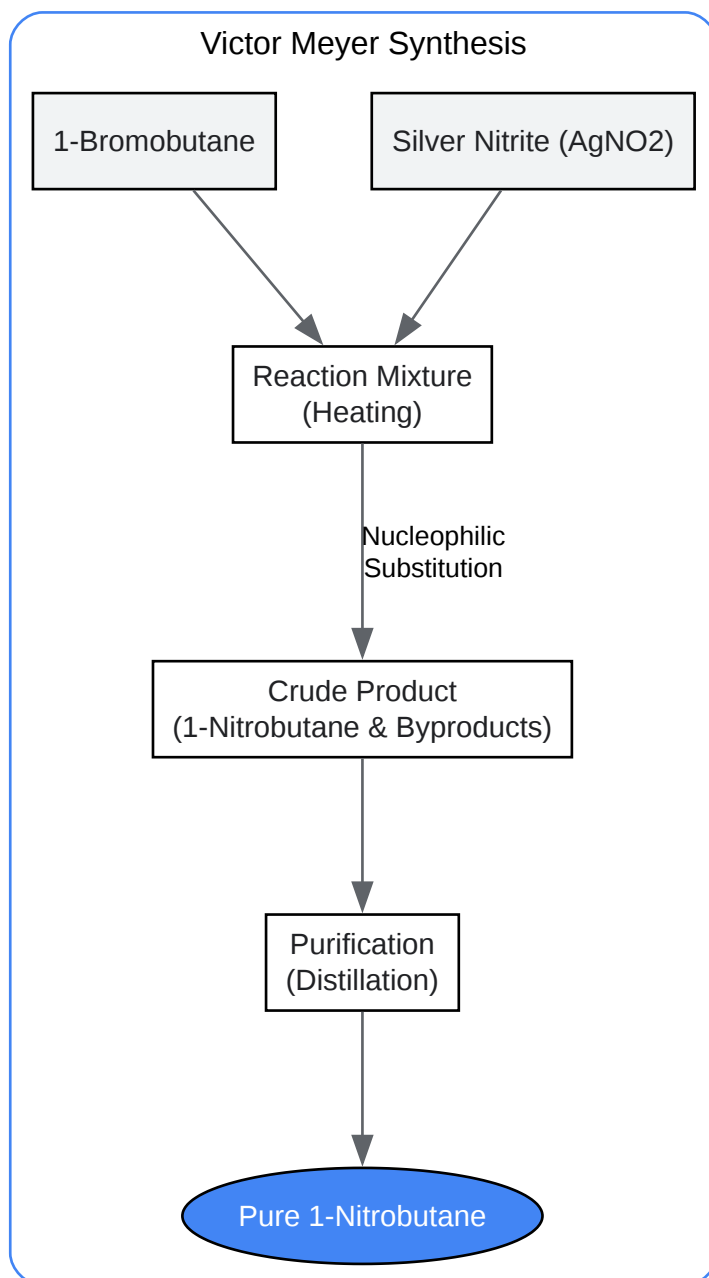 Victor Meyer Synthesis
1-Bromobutane
Silver Nitrite (AgNO2)
Reaction Mixture
(Heating)
Nucleophilic
Substitution
Crude Product
(1-Nitrobutane & Byproducts)
Purification
(Distillation)
Pure 1-Nitrobutane